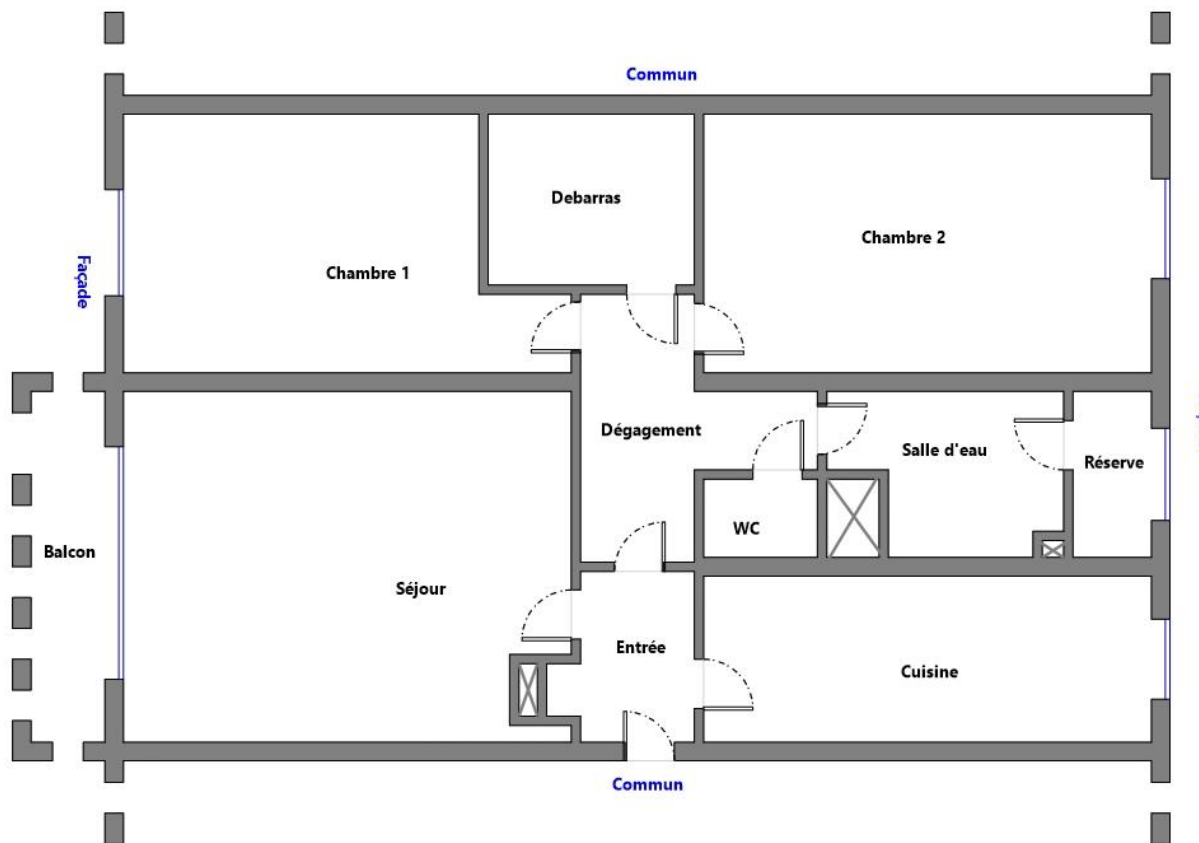 Commun
Debarras
Chambre 2
Chambre 1
Façade
Dégagement
Salle d'eau
Réserve
WC
Balcon
Séjour
Entrée
Cuisine
Commun